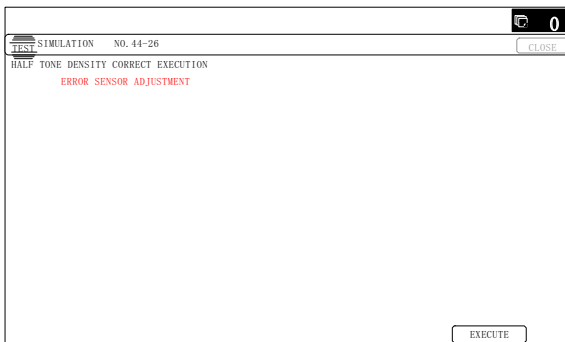 0
TEST SIMULATION NO.44-26
CLOSE
HALF TONE DENSITY CORRECT EXECUTION
ERROR SENSOR ADJUSTMENT
EXECUTE